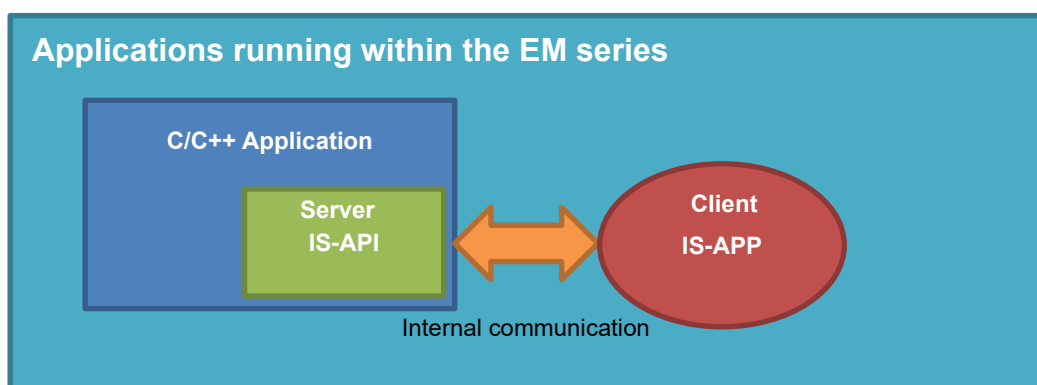 Applications running within the EM series
C/C++ Application
Server
IS-API
Client
IS-APP
Internal communication